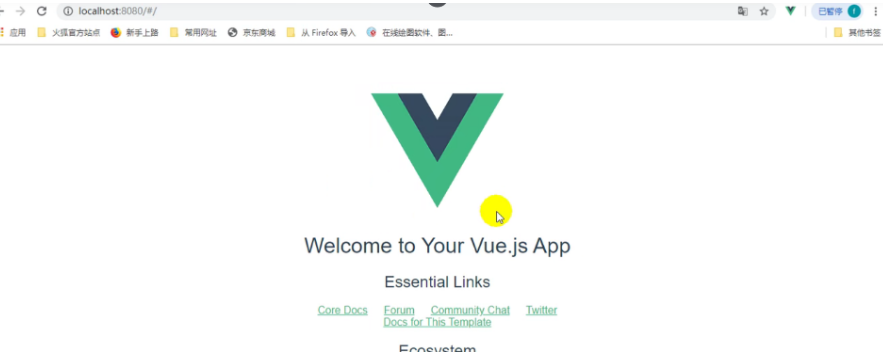 localhost:8080/#/ 已暂停 f
应用 火狐官方站点 新手上路 常用网址 京东商城 从 Firefox 导入 在线绘图软件、图... 其他书签
Welcome to Your Vue.js App
Essential Links
Core Docs Forum Community Chat Twitter
Docs for This Template
Ecosystem